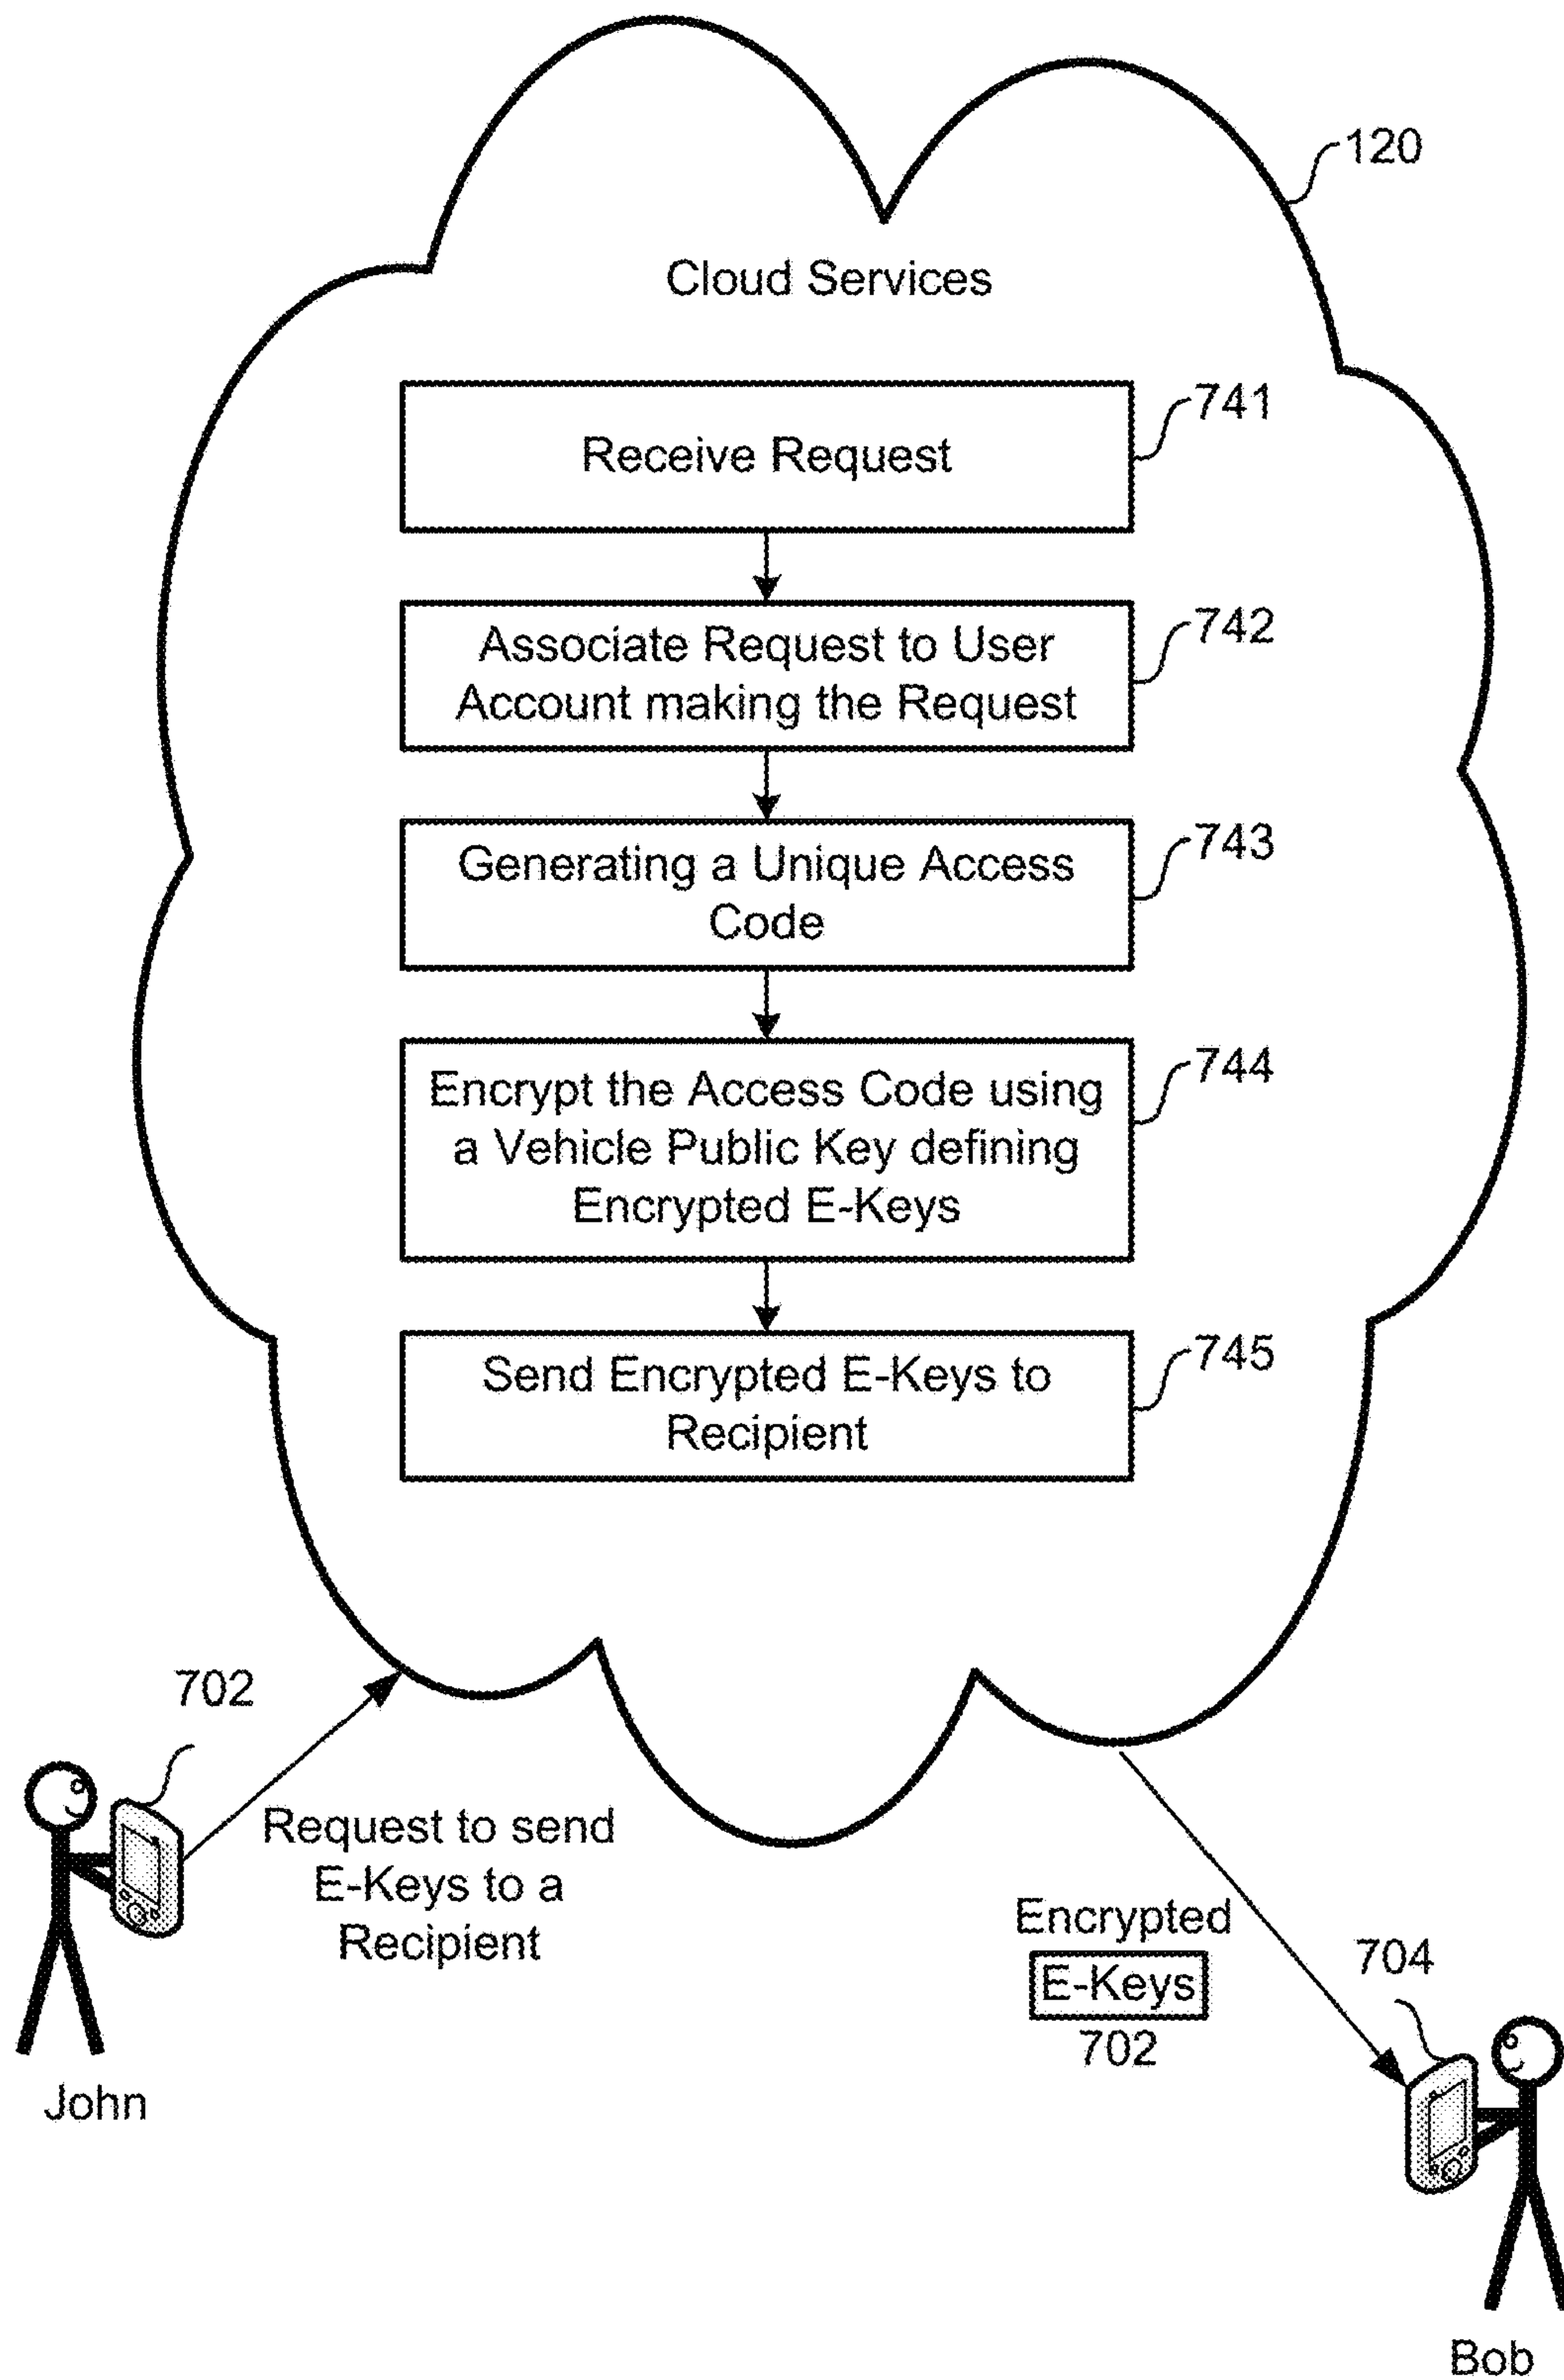 120
Cloud Services
741
Receive Request
742
Associate Request to User
Account making the Request
743
Generating a Unique Access
Code
744
Encrypt the Access Code using
a Vehicle Public Key defining
Encrypted E-Keys
745
Send Encrypted E-Keys to
Recipient
702
Request to send
E-Keys to a
Recipient
John
Encrypted
E-Keys
702
704
Bob